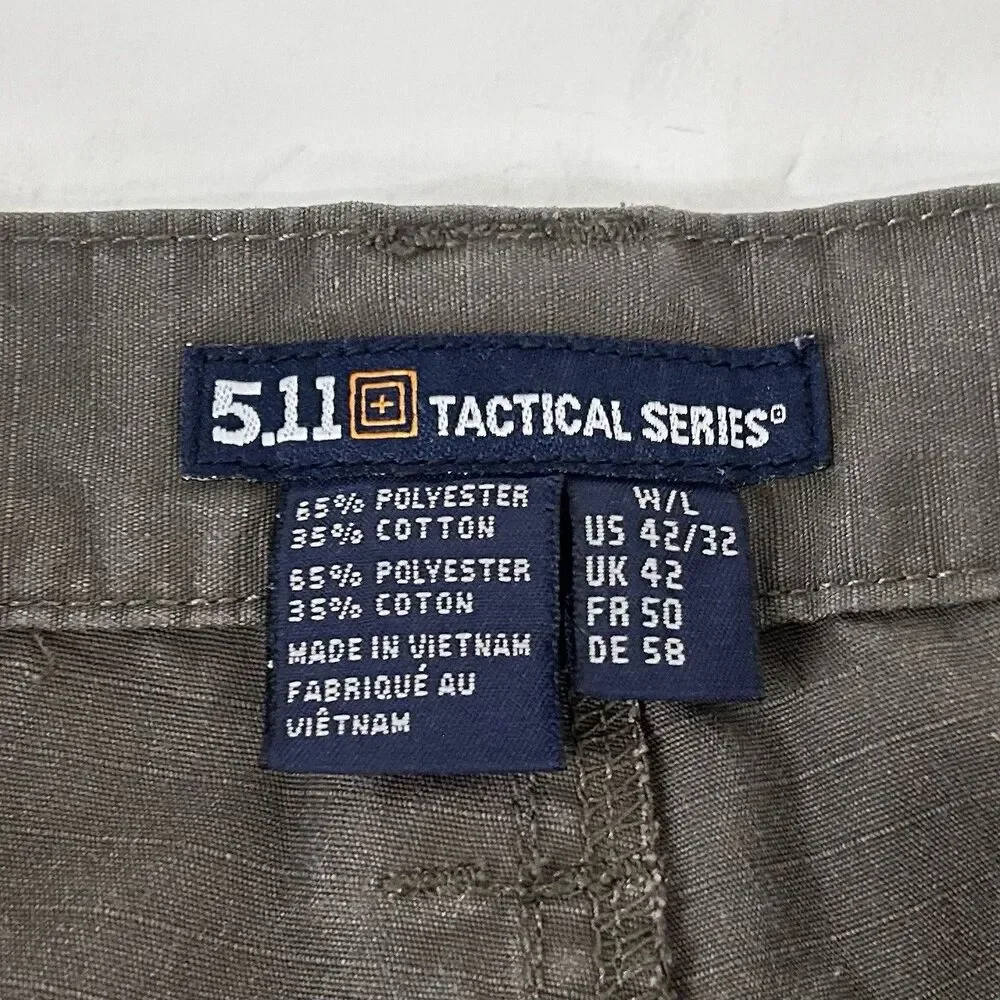 5.11 TACTICAL SERIES®
65% POLYESTER
35% COTTON
65% POLYESTER
35% COTON
MADE IN VIETNAM
FABRIQUÉ AU
VIÊTNAM
W/L
US 42/32
UK 42
FR 50
DE 58